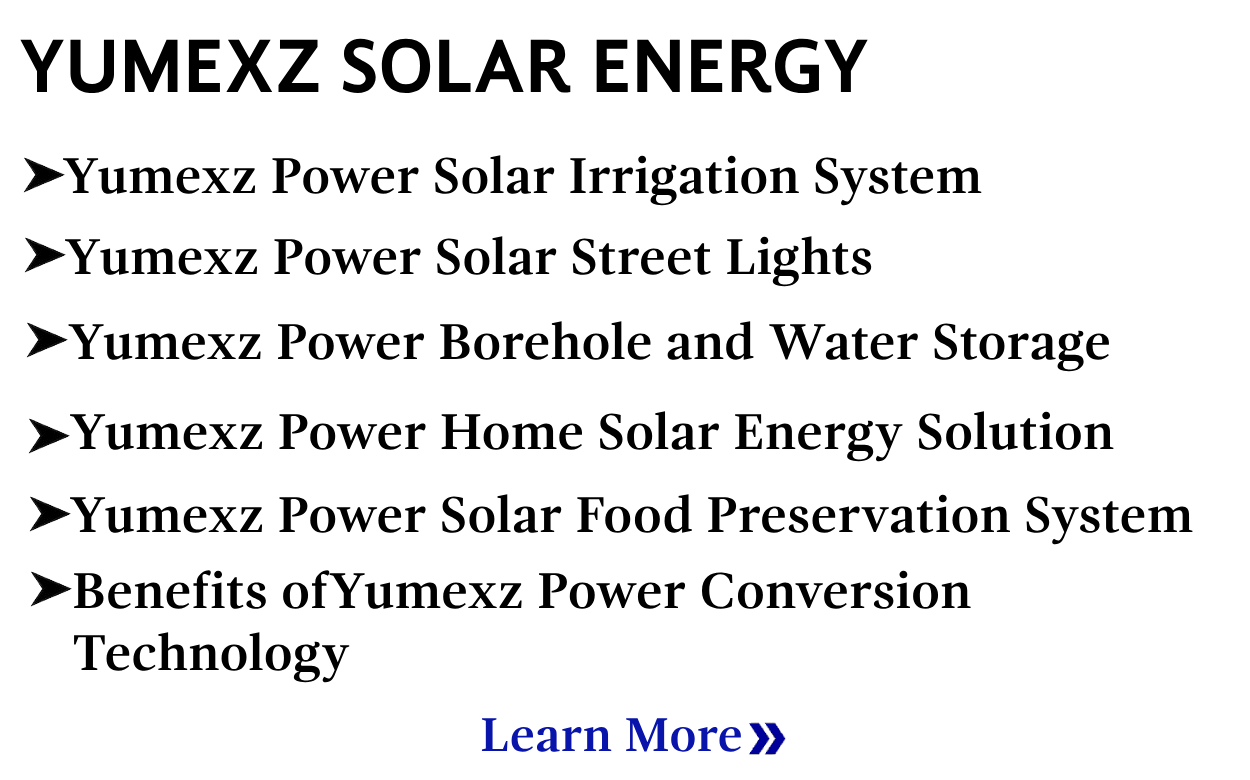 YUMEXZ SOLAR ENERGY
➤Yumexz Power Solar Irrigation System
➤Yumexz Power Solar Street Lights
➤Yumexz Power Borehole and Water Storage
➤Yumexz Power Home Solar Energy Solution
➤Yumexz Power Solar Food Preservation System
➤Benefits ofYumexz Power Conversion
Technology
Learn More»